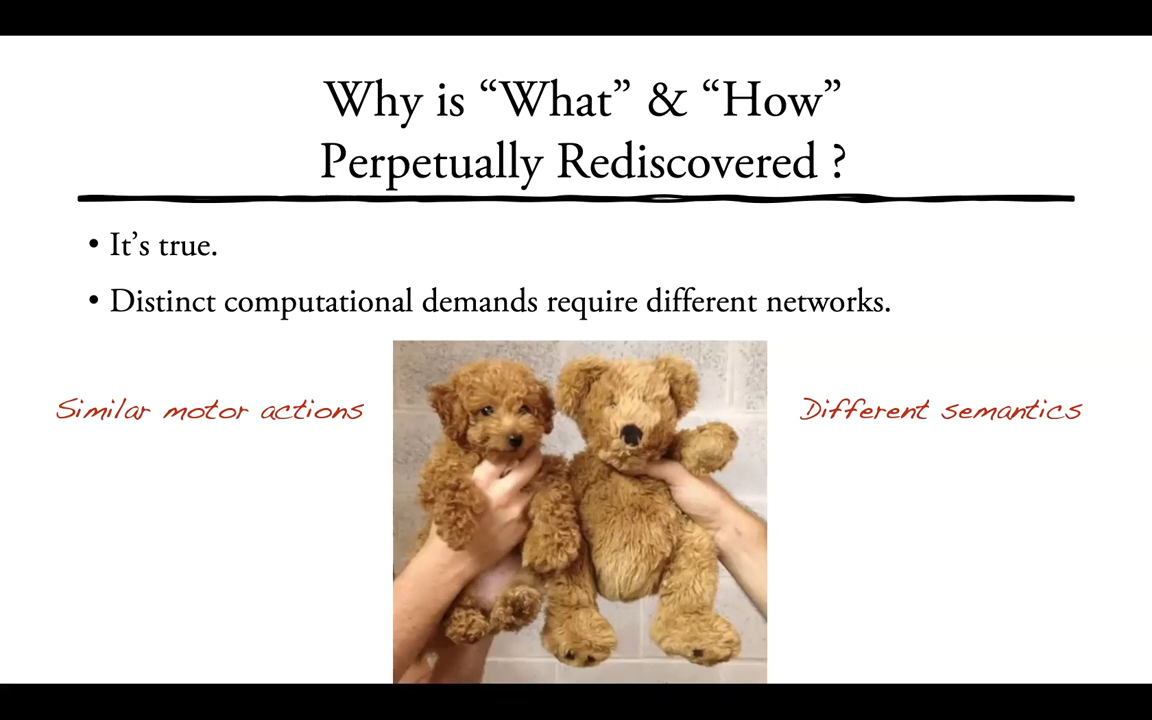 Why is “What” & “How”
Perpetually Rediscovered ?
• It’s true.
• Distinct computational demands require different networks.
Similar motor actions
Different semantics